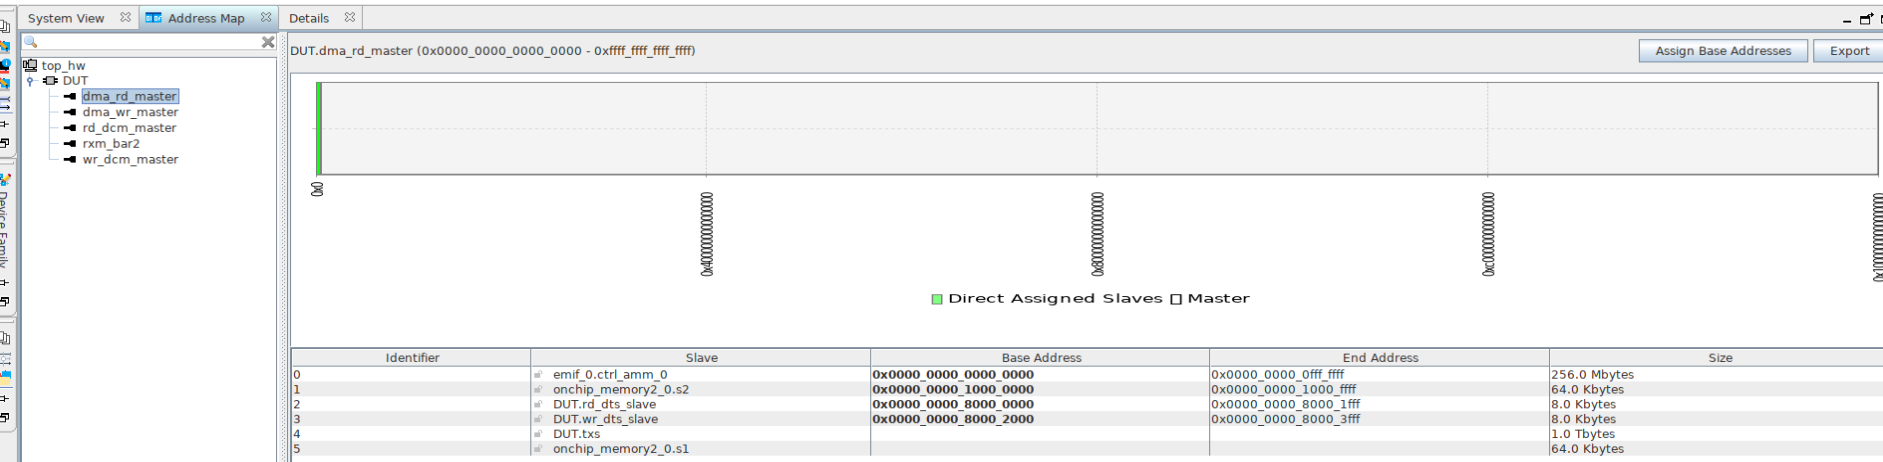 System View Address Map Details
DUT.dma_rd_master (0x0000_0000_0000_0000 - 0xffff_ffff_ffff_ffff) Assign Base Addresses Export
top_hw
DUT
dma_rd_master
dma_wr_master
rd_dcm_master
rxm_bar2
wr_dcm_master
Device Family
0x0
Direct Assigned Slaves Master
Identifier Slave Base Address End Address Size
0 emif_0.ctrl_amm_0 0x0000_0000_0000_0000 0x0000_0000_0fff_ffff 256.0 Mbytes
1 onchip_memory2_0.s2 0x0000_0000_1000_0000 0x0000_0000_1000_ffff 64.0 Kbytes
2 DUT.rd_dts_slave 0x0000_0000_8000_0000 0x0000_0000_8000_1fff 8.0 Kbytes
3 DUT.wr_dts_slave 0x0000_0000_8000_2000 0x0000_0000_8000_3fff 8.0 Kbytes
4 DUT.txs 1.0 Tbytes
5 onchip_memory2_0.s1 64.0 Kbytes